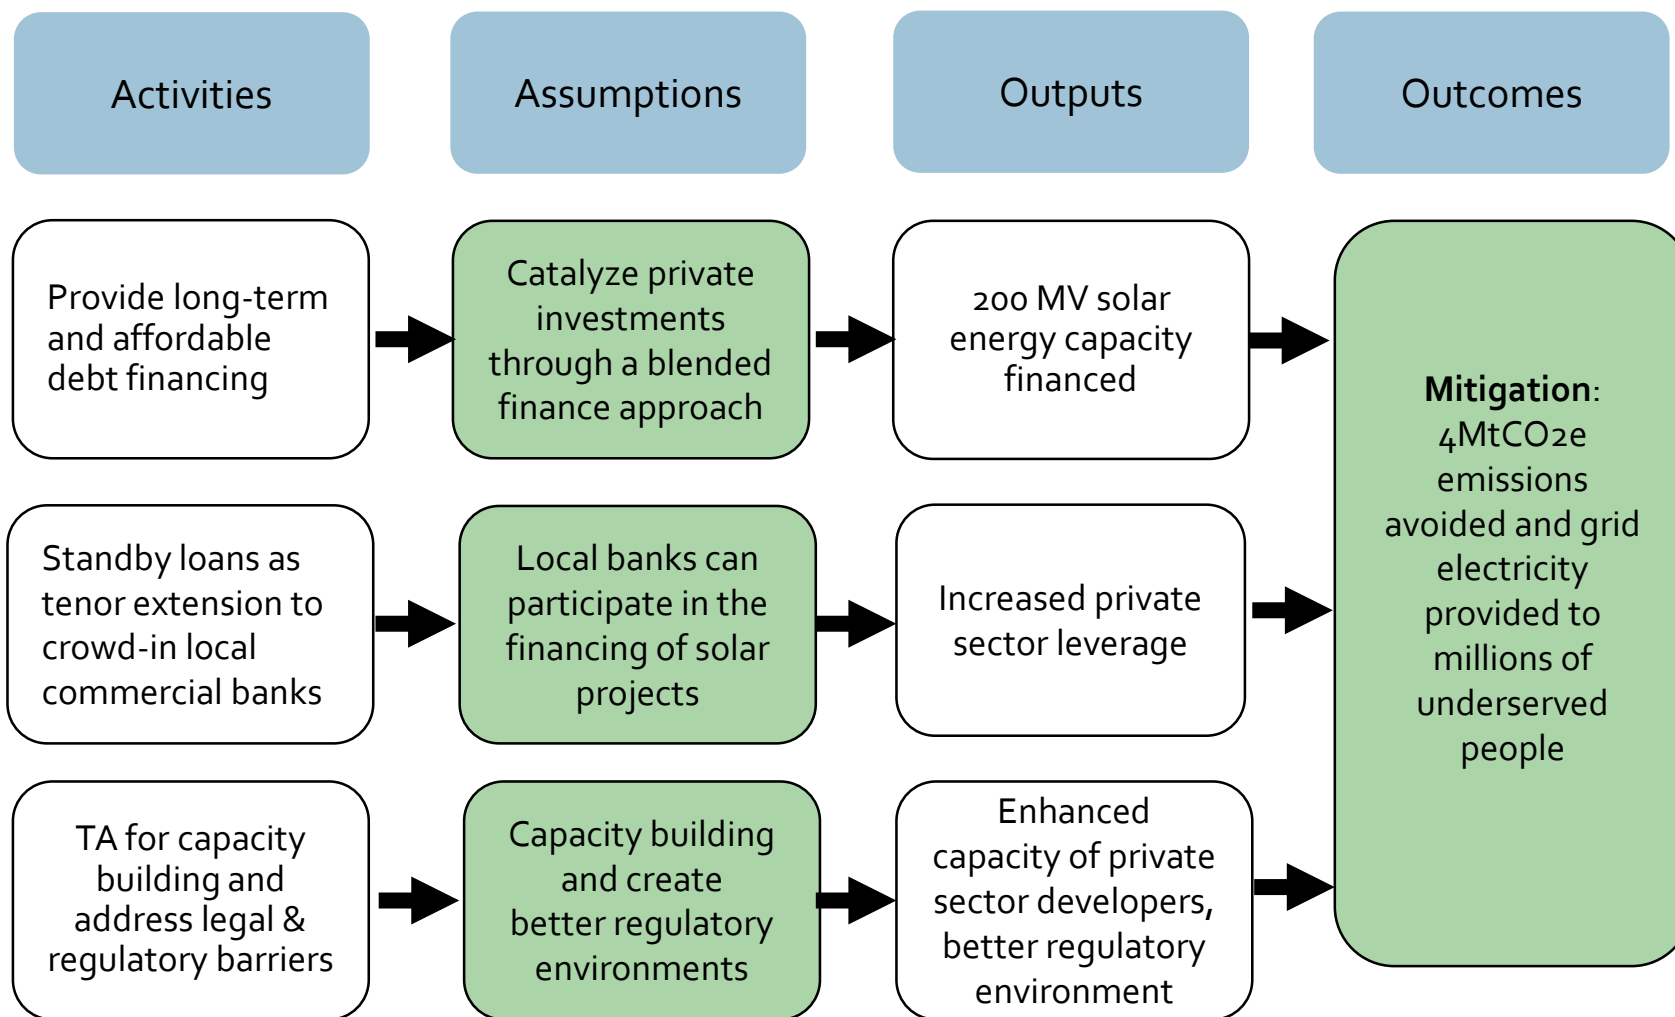 Activities
Assumptions
Outputs
Outcomes
Provide long-term
and affordable
debt financing
Catalyze private
investments
through a blended
finance approach
200 MV solar
energy capacity
financed
Mitigation:
4MtCO2e
emissions
avoided and grid
electricity
provided to
millions of
underserved
people
Standby loans as
tenor extension to
crowd-in local
commercial banks
Local banks can
participate in the
financing of solar
projects
Increased private
sector leverage
TA for capacity
building and
address legal &
regulatory barriers
Capacity building
and create
better regulatory
environments
Enhanced
capacity of private
sector developers,
better regulatory
environment